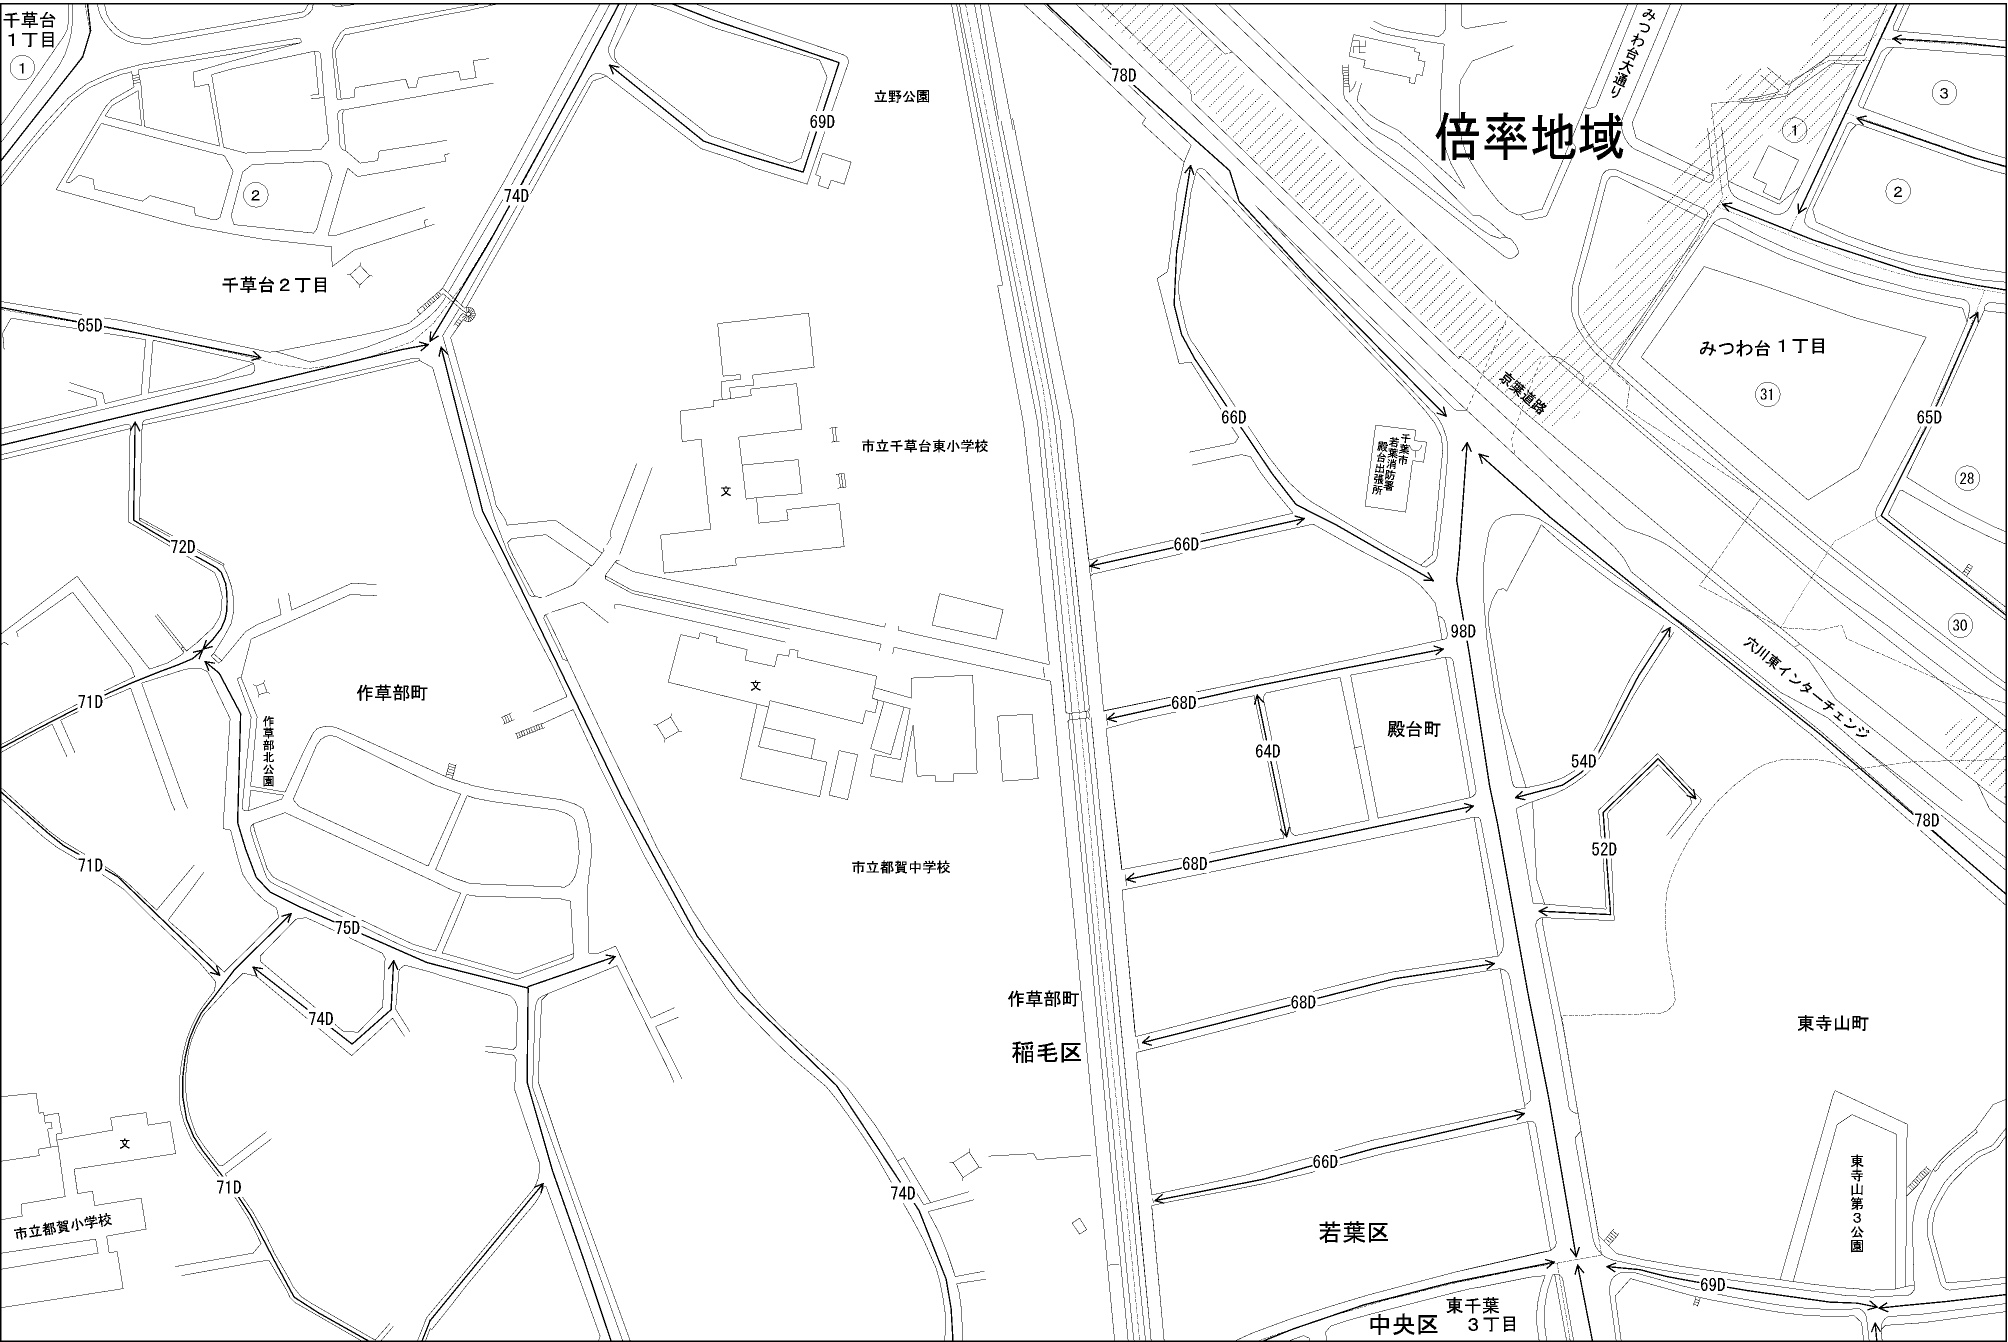 千草台
１丁目
1
78D
立野公園
みつわ台大通り
倍率地域
3
1
69D
2
2
74D
千草台２丁目
65D
みつわ台１丁目
31
京葉道路
65D
66D
千葉市
若葉消防署
殿台出張所
市立千草台東小学校
28
文
72D
66D
98D
30
穴川東インターチェンジ
71D
作草部町
文
68D
殿台町
作草部北公園
64D
54D
78D
52D
71D
市立都賀中学校
68D
75D
74D
作草部町
68D
東寺山町
稲毛区
文
66D
71D
74D
東寺山第３公園
市立都賀小学校
若葉区
69D
東千葉
３丁目
中央区